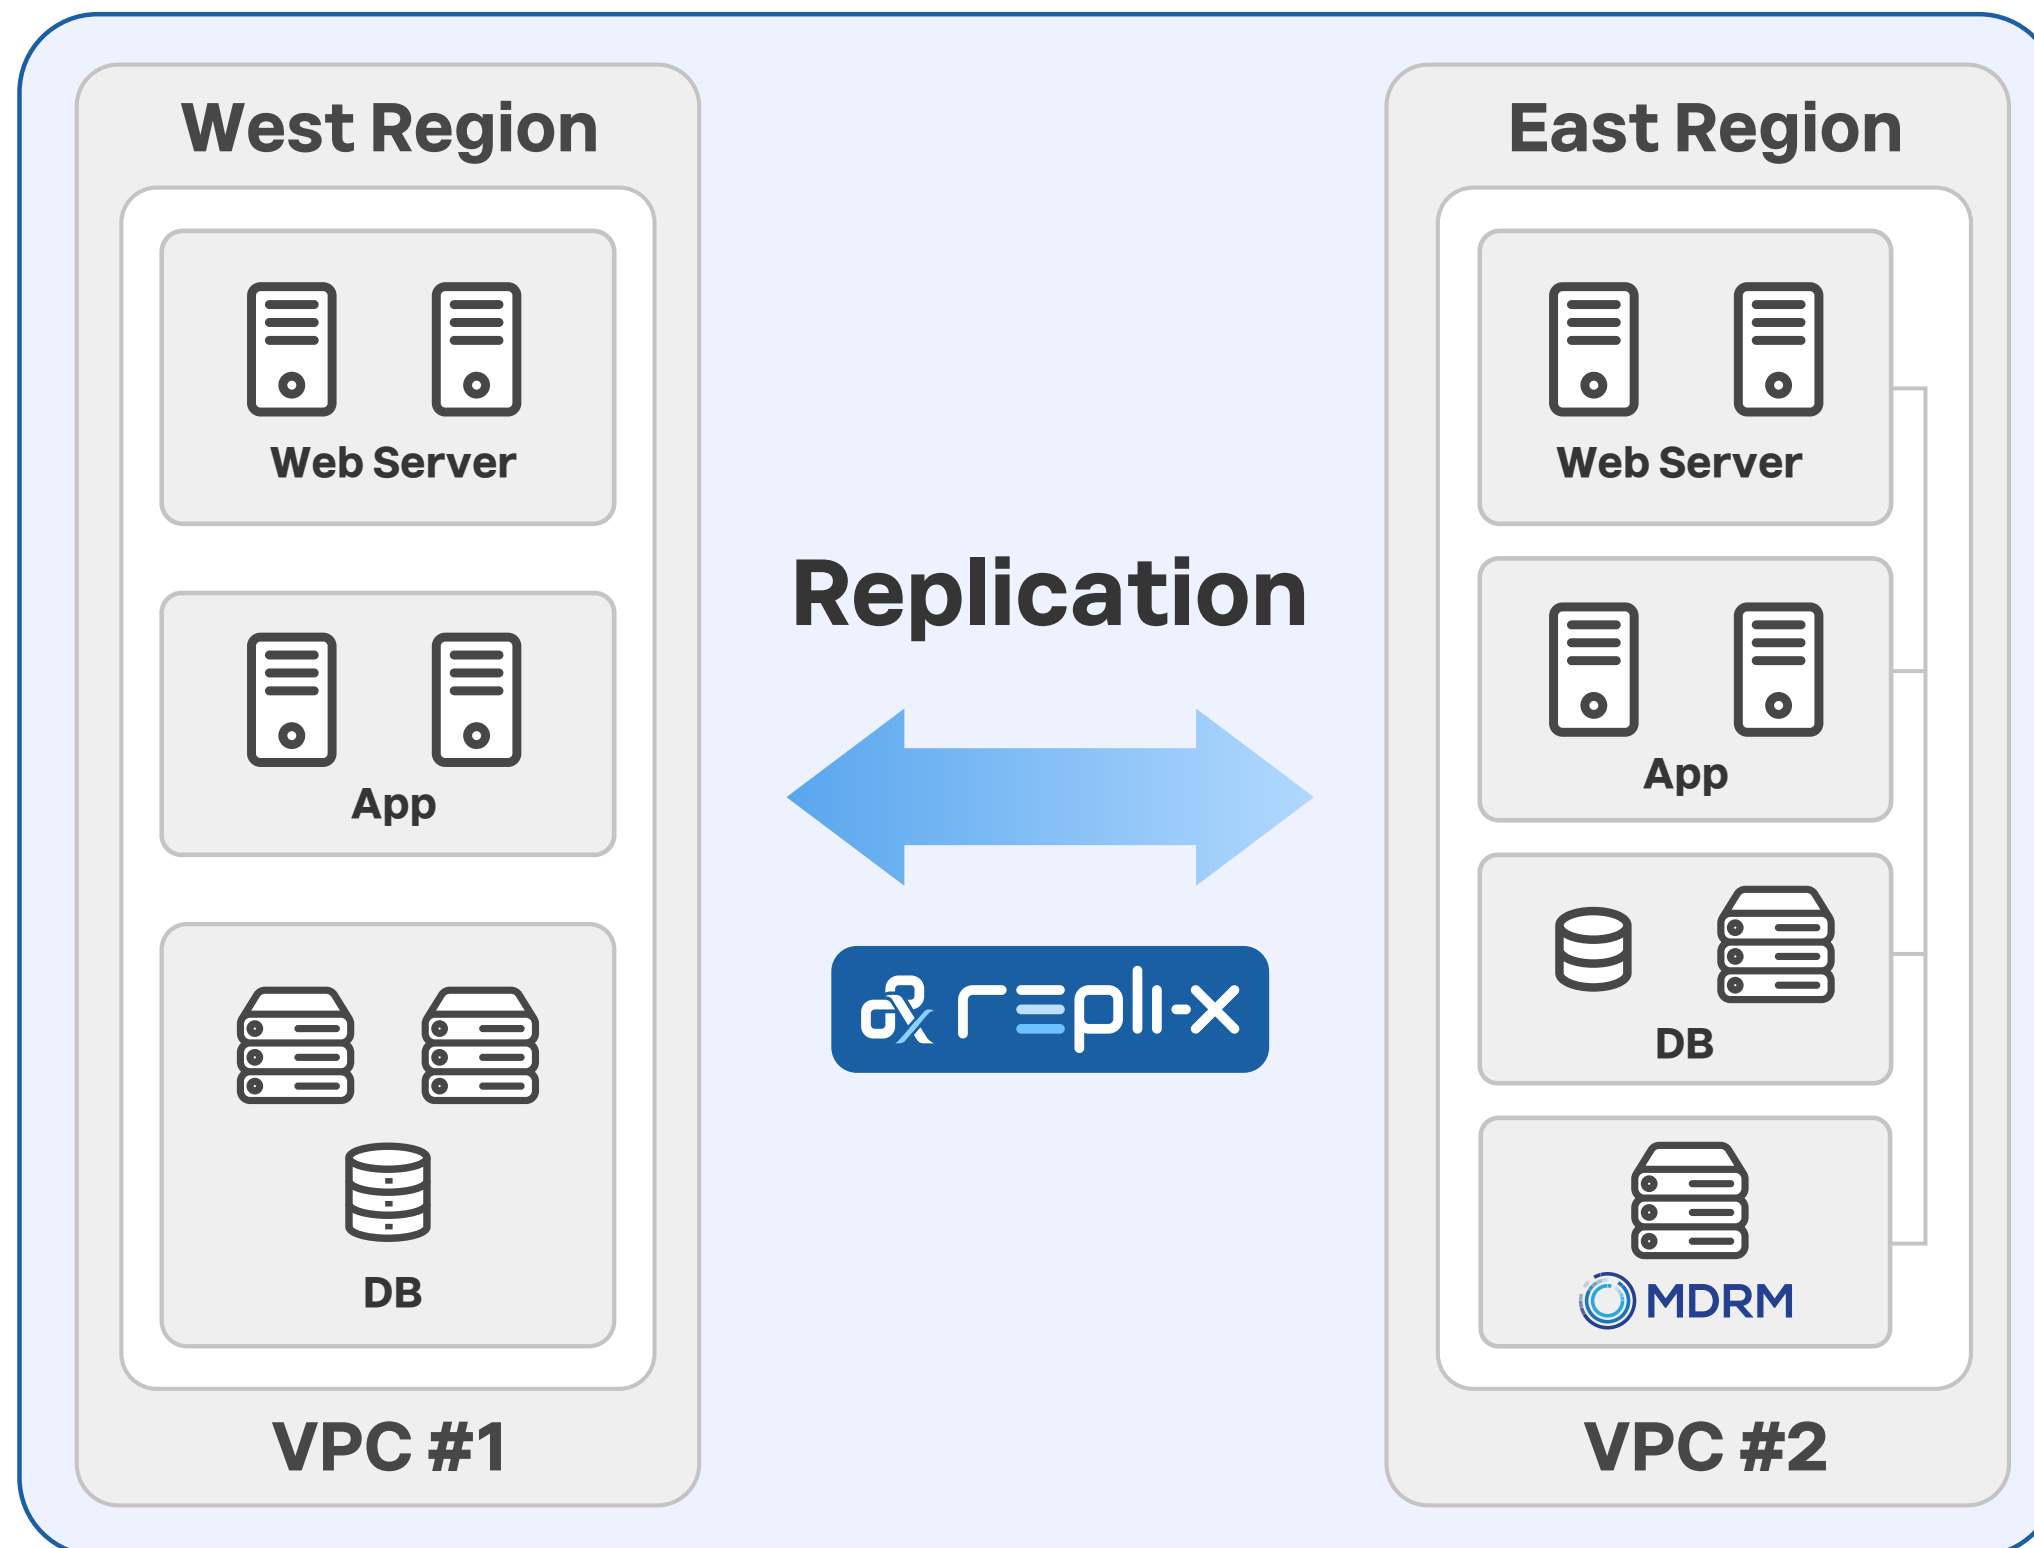 West Region
Web Server
App
DB
VPC #1
Replication
repli-x
East Region
Web Server
App
DB
MDRM
VPC #2